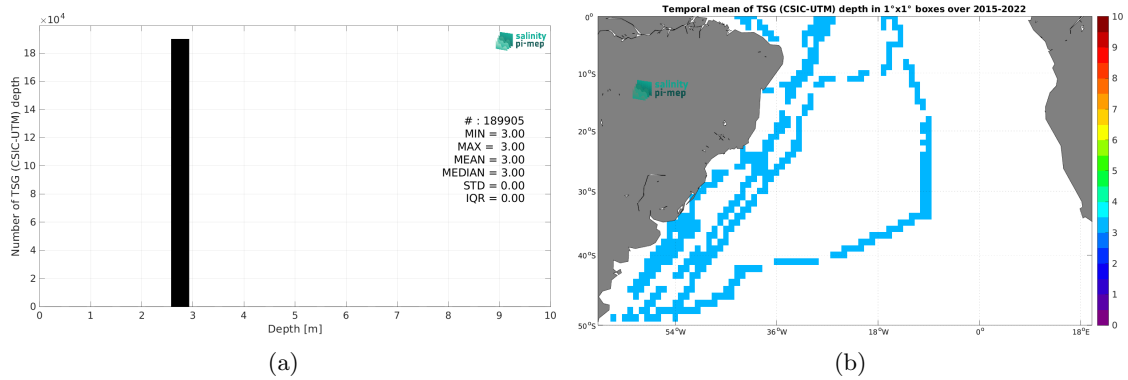 ×10⁴
18
16
14
12
10
8
6
4
2
0
Number of TSG (CSIC-UTM) depth
salinity
pi-mep
# : 189905
MIN = 3.00
MAX = 3.00
MEAN = 3.00
MEDIAN = 3.00
STD = 0.00
IQR = 0.00
0 1 2 3 4 5 6 7 8 9 10
Depth [m]
(a)
Temporal mean of TSG (CSIC-UTM) depth in 1°x1° boxes over 2015-2022
0°
10°S
20°S
30°S
40°S
50°S
salinity
pi-mep
54°W 36°W 18°W 0° 18°E
10
9
8
7
6
5
4
3
2
1
0
(b)